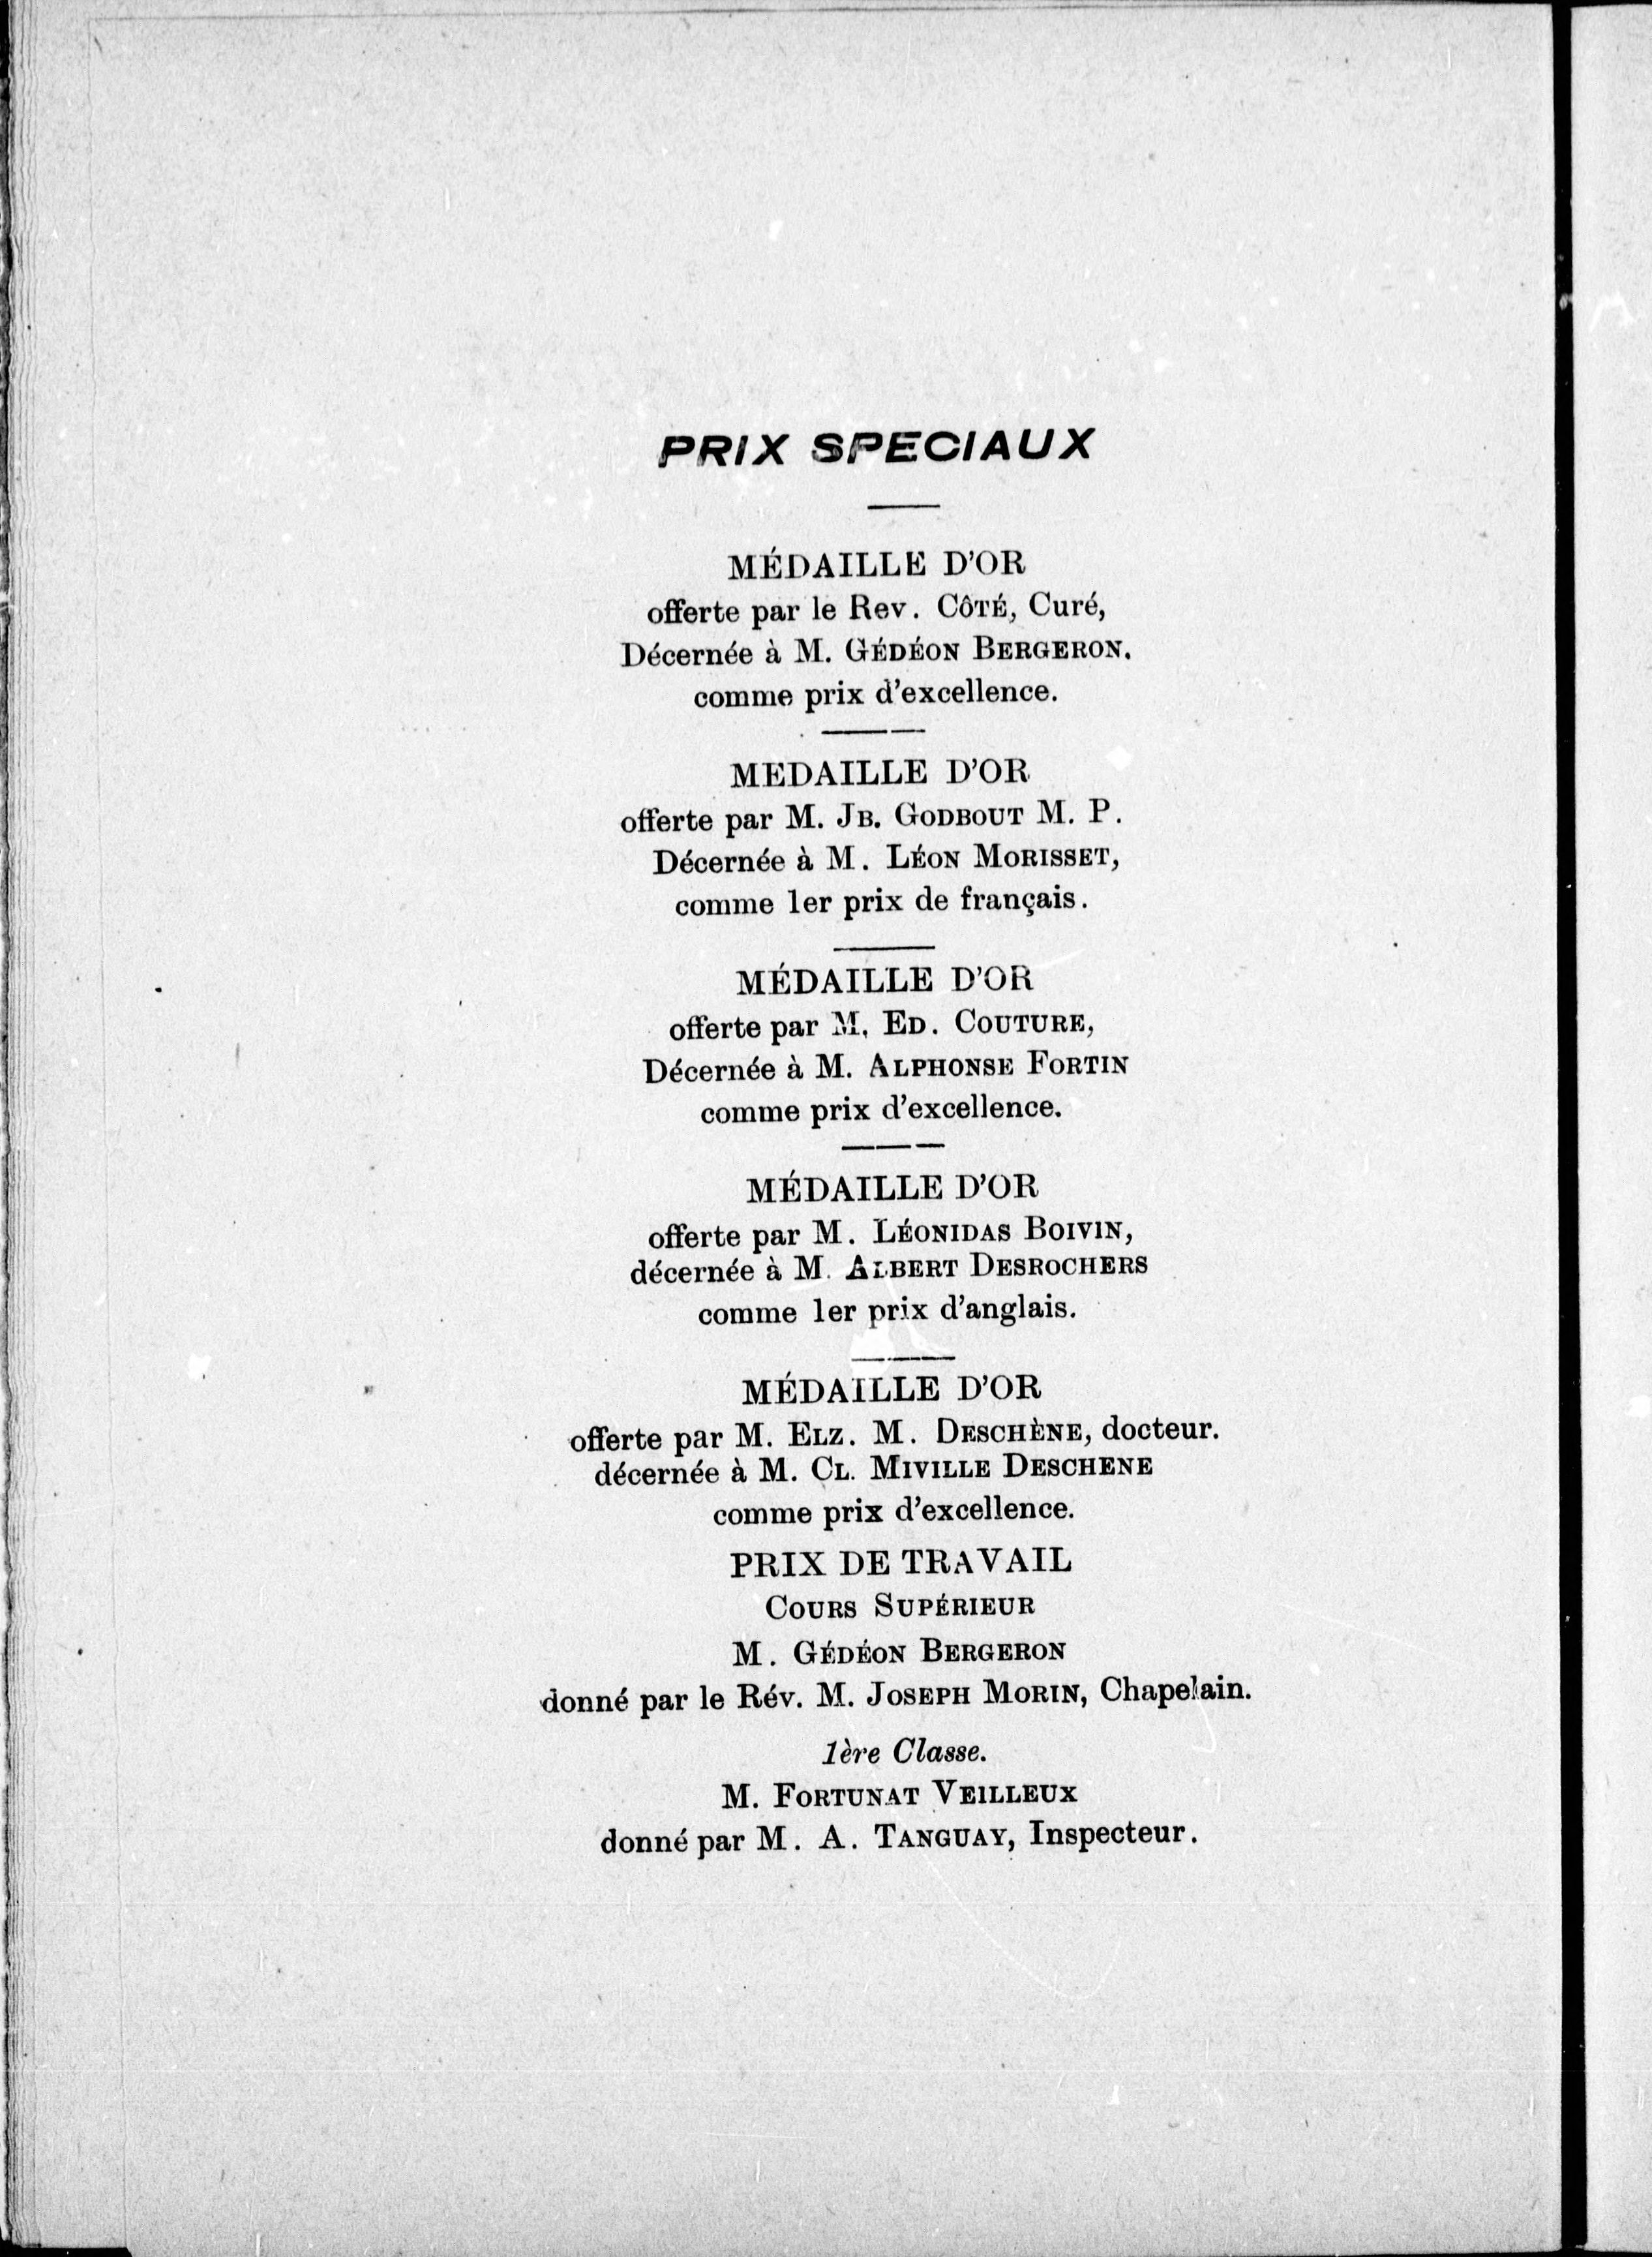 PRIX SPECIAUX
MÉDAILLE D'OR
offerte par le Rev. CÔTÉ, Curé,
Décernée à M. GÉDÉON BERGERON.
comme prix d'excellence.
MEDAILLE D'OR
offerte par M. JB. GODBOUT M. P.
Décernée à M. LÉON MORISSET,
comme 1er prix de français.
MÉDAILLE D'OR
offerte par M. ED. COUTURE,
Décernée à M. ALPHONSE FORTIN
comme prix d'excellence.
MÉDAILLE D'OR
offerte par M. LÉONIDAS BOIVIN,
décernée à M. ALBERT DESROCHERS
comme 1er prix d'anglais.
MÉDAILLE D'OR
offerte par M. ELZ. M. DESCHÈNE, docteur.
décernée à M. CL. MIVILLE DESCHENE
comme prix d'excellence.
PRIX DE TRAVAIL
COURS SUPÉRIEUR
M. GÉDÉON BERGERON
donné par le Rév. M. JOSEPH MORIN, Chapelain.
1ère Classe.
M. FORTUNAT VEILLEUX
donné par M. A. TANGUAY, Inspecteur.